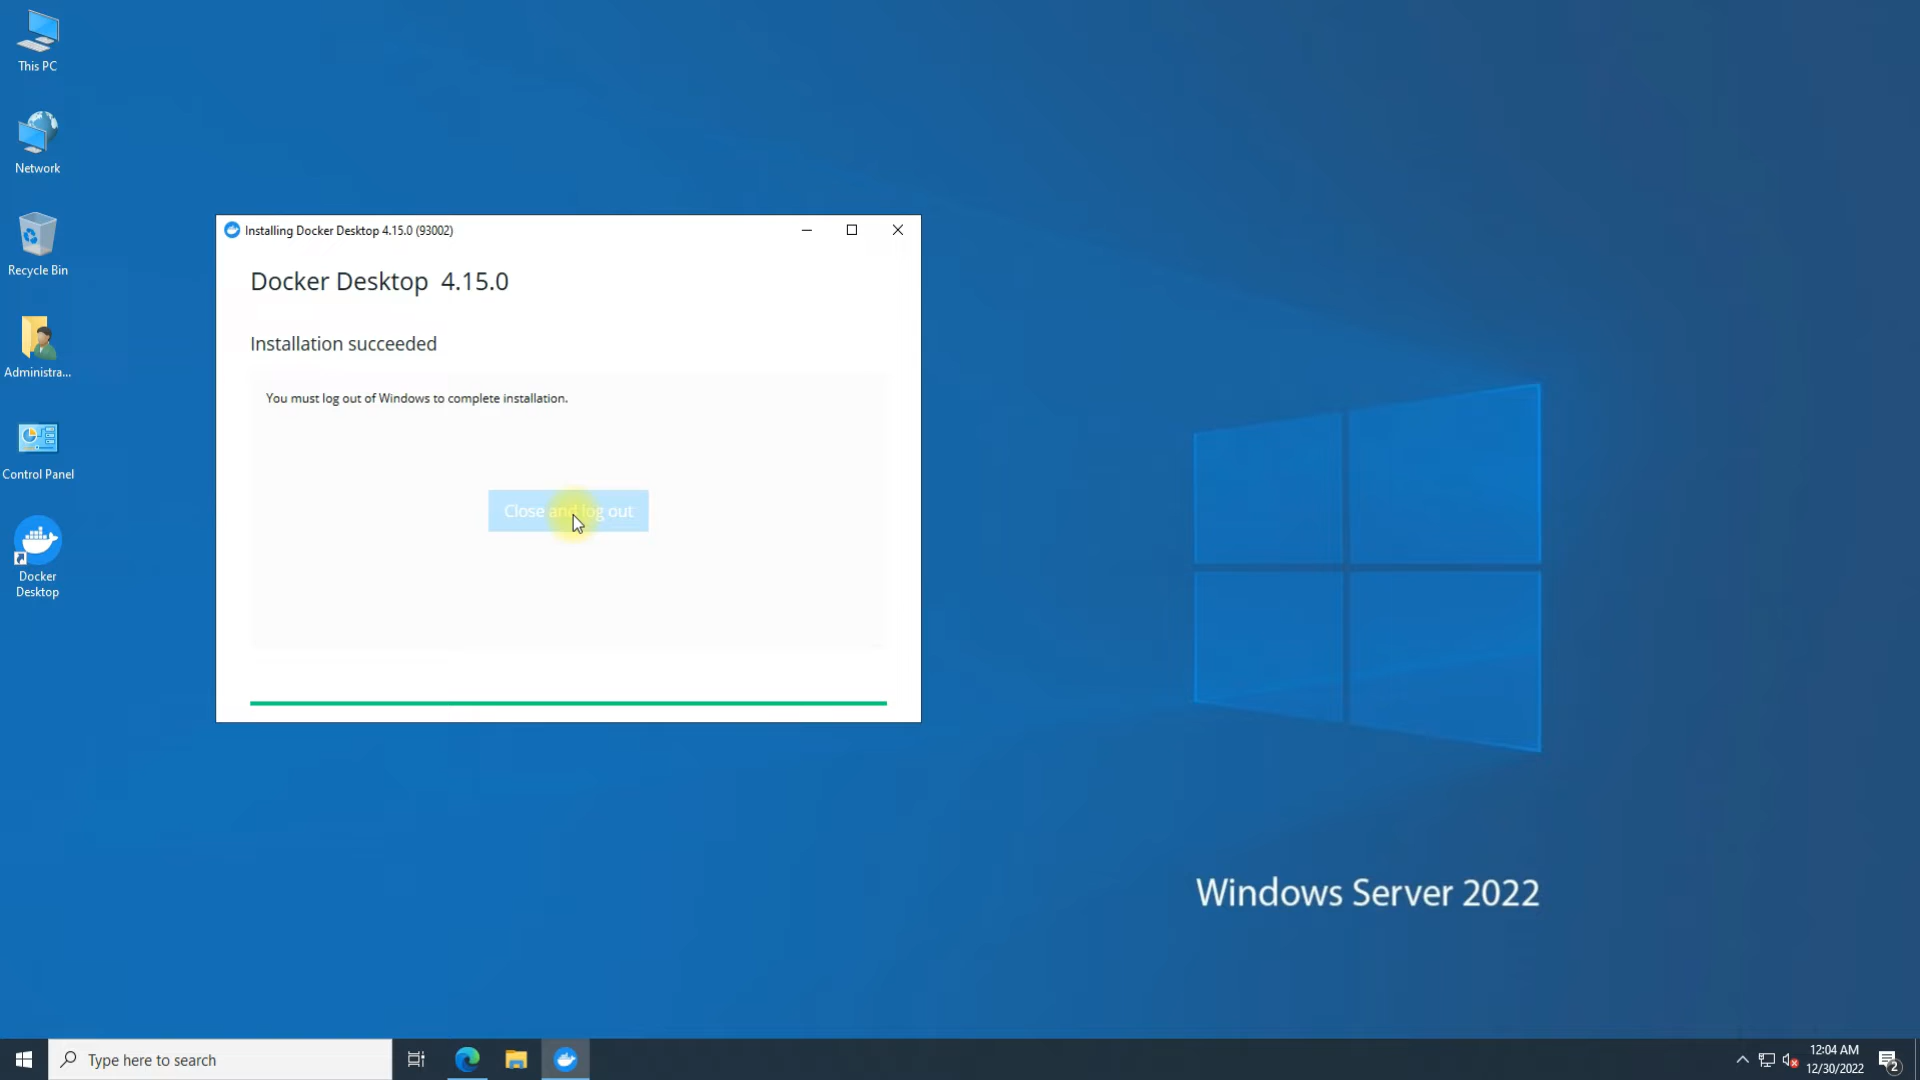 This PC
Network
Recycle Bin
Administra...
Control Panel
Docker
Desktop
Installing Docker Desktop 4.15.0 (93002)
Docker Desktop 4.15.0
Installation succeeded
You must log out of Windows to complete installation.
Close and log out
Windows Server 2022
Type here to search
12:04 AM
12/30/2022
2